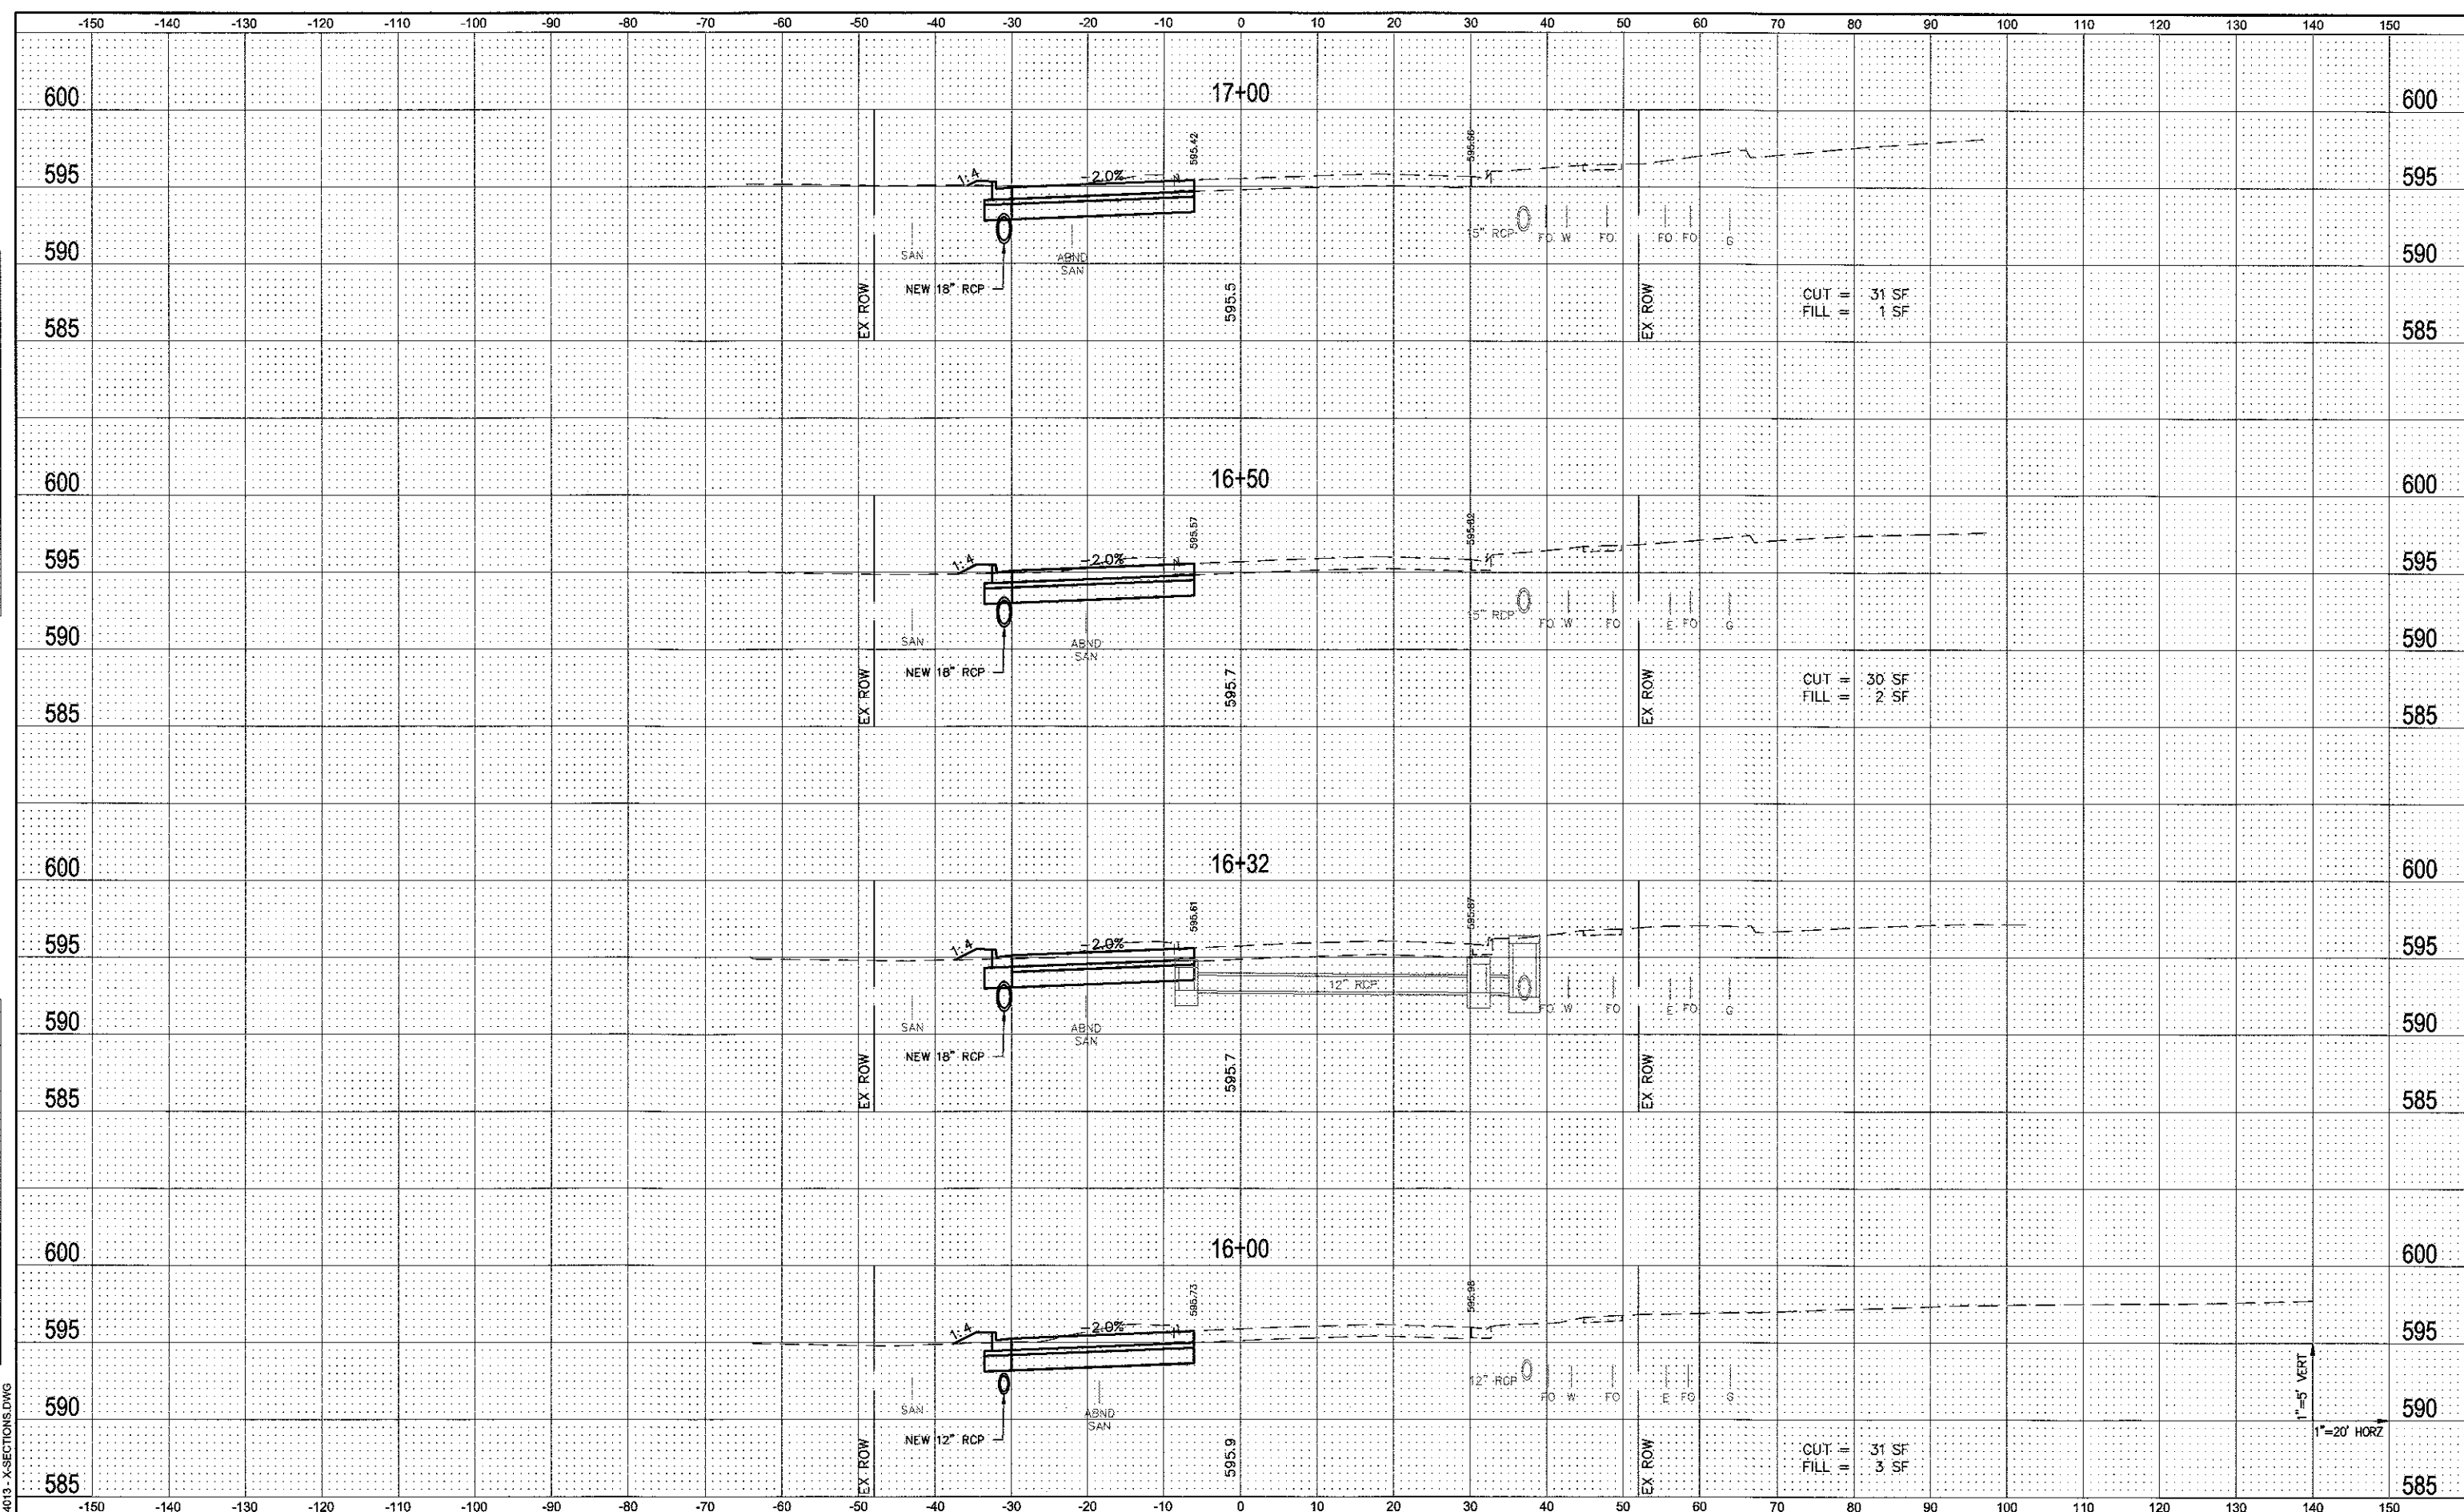 -150 -140 -130 -120 -110 -100 -90 -80 -70 -60 -50 -40 -30 -20 -10 0 10 20 30 40 50 60 70 80 90 100 110 120 130 140 150
17+00
600 600
595.42 595.66
1:4 2.0%
595 595
15" RCP FO W FO FO FO G
SAN ABND
SAN
590 590
NEW 18" RCP
EX ROW 595.5 EX ROW
CUT = 31 SF
FILL = 1 SF
585 585
16+50
600 600
595.57 595.82
1:4 2.0%
595 595
15" RCP FO W FO E FO G
SAN ABND
SAN
590 590
NEW 18" RCP
EX ROW 595.7 EX ROW
CUT = 30 SF
FILL = 2 SF
585 585
16+32
600 600
595.61 595.87
1:4 2.0%
595 595
12" RCP FO W FO E FO G
SAN ABND
SAN
590 590
NEW 18" RCP
EX ROW 595.7 EX ROW
585 585
16+00
600 600
595.73 595.98
1:4 2.0%
595 595
12" RCP FO W FO E FO G
SAN ABND
SAN
590 590
1"=5' VERT
1"=20' HORZ
NEW 12" RCP
EX ROW 595.9 EX ROW
CUT = 31 SF
FILL = 3 SF
585 585
-150 -140 -130 -120 -110 -100 -90 -80 -70 -60 -50 -40 -30 -20 -10 0 10 20 30 40 50 60 70 80 90 100 110 120 130 140 150
4013 - X-SECTIONS.DWG